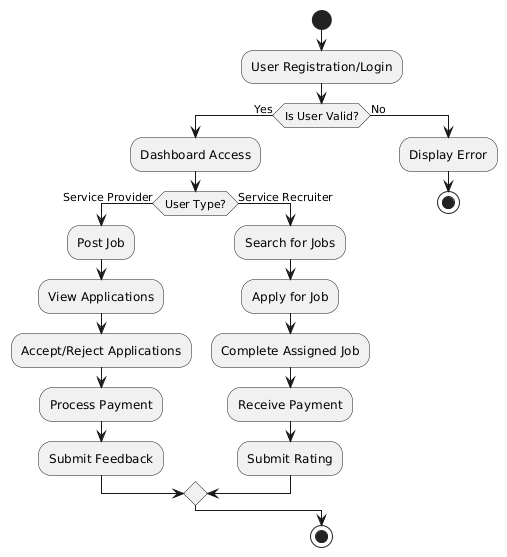 User Registration/Login
Yes
Is User Valid?
No
Dashboard Access
Display Error
Service Provider
User Type?
Service Recruiter
Post Job
Search for Jobs
View Applications
Apply for Job
Accept/Reject Applications
Complete Assigned Job
Process Payment
Receive Payment
Submit Feedback
Submit Rating